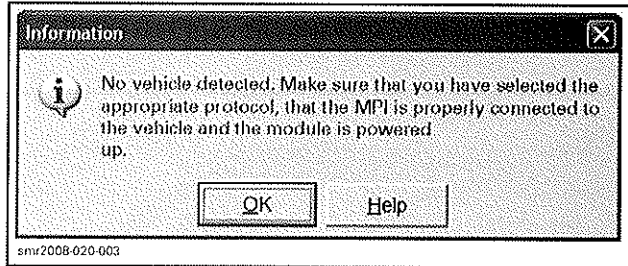 Information
No vehicle detected. Make sure that you have selected the
appropriate protocol, that the MPI is properly connected to
the vehicle and the module is powered
up.
OK
Help
smr2008-020-003